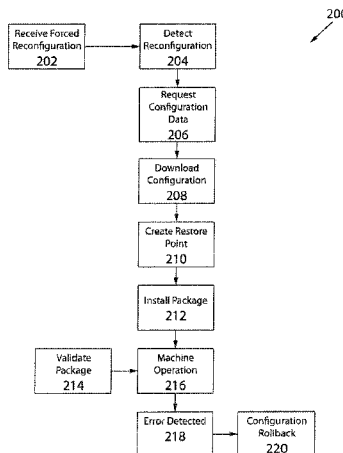 200
Receive Forced
Reconfiguration
202
Detect
Reconfiguration
204
Request
Configuration
Data
206
Download
Configuration
208
Create Restore
Point
210
Install Package
212
Validate
Package
214
Machine
Operation
216
Error Detected
218
Configuration
Rollback
220